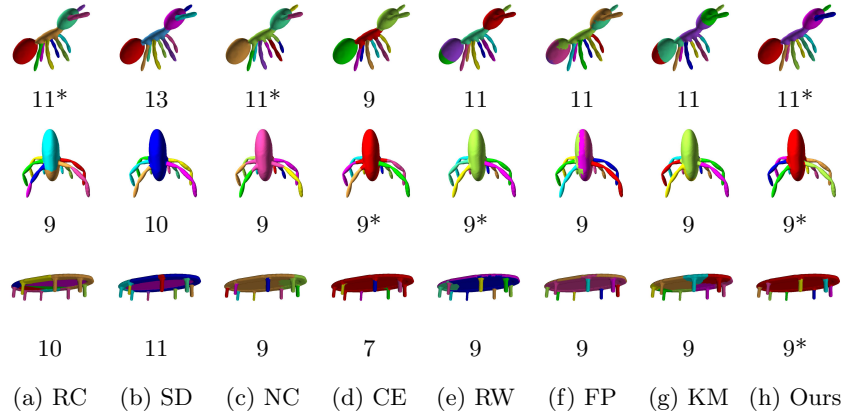 11* 13 11* 9 11 11 11 11*
9 10 9 9* 9* 9 9 9*
10 11 9 7 9 9 9 9*
(a) RC (b) SD (c) NC (d) CE (e) RW (f) FP (g) KM (h) Ours